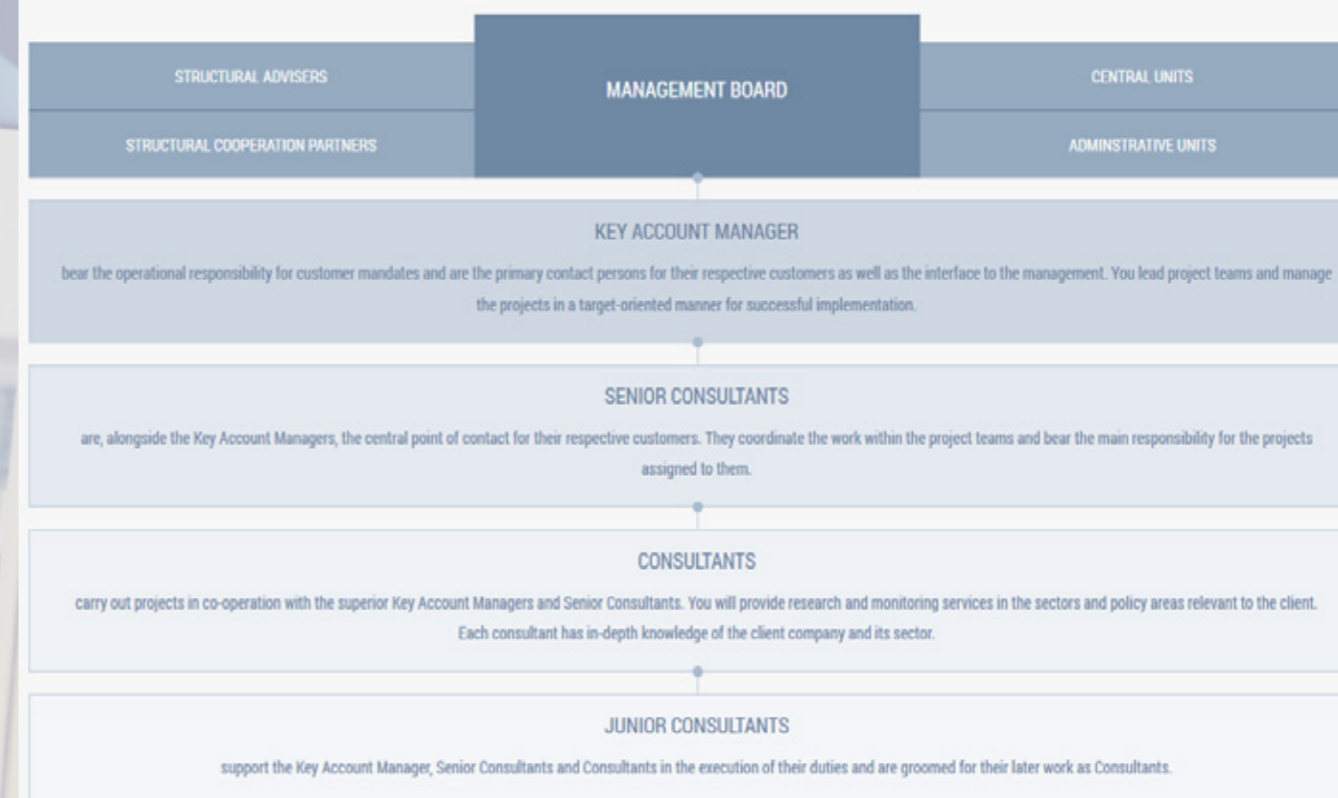 STRUCTURAL ADVISERS
MANAGEMENT BOARD
CENTRAL UNITS
STRUCTURAL COOPERATION PARTNERS
ADMINSTRATIVE UNITS
KEY ACCOUNT MANAGER
bear the operational responsibility for customer mandates and are the primary contact persons for their respective customers as well as the interface to the management. You lead project teams and manage
the projects in a target-oriented manner for successful implementation.
SENIOR CONSULTANTS
are, alongside the Key Account Managers, the central point of contact for their respective customers. They coordinate the work within the project teams and bear the main responsibility for the projects
assigned to them.
CONSULTANTS
carry out projects in co-operation with the superior Key Account Managers and Senior Consultants. You will provide research and monitoring services in the sectors and policy areas relevant to the client.
Each consultant has in-depth knowledge of the client company and its sector.
JUNIOR CONSULTANTS
support the Key Account Manager, Senior Consultants and Consultants in the execution of their duties and are groomed for their later work as Consultants.